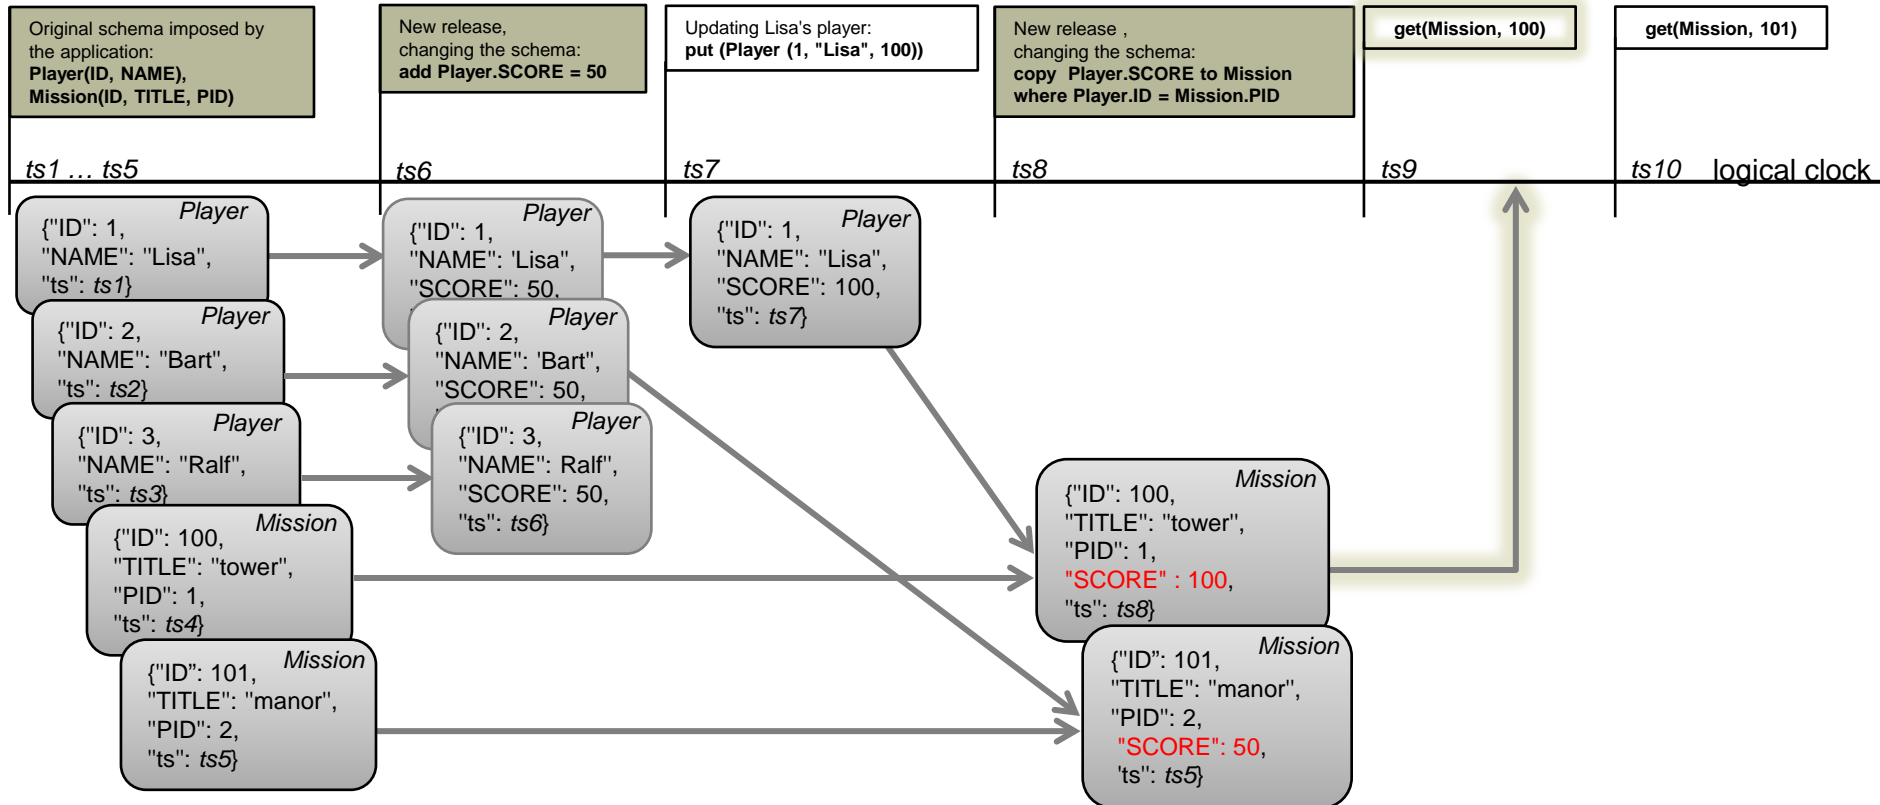 Original schema imposed by
the application:
Player(ID, NAME),
Mission(ID, TITLE, PID)
New release,
changing the schema:
add Player.SCORE = 50
Updating Lisa's player:
put (Player (1, "Lisa", 100))
New release ,
changing the schema:
copy Player.SCORE to Mission
where Player.ID = Mission.PID
get(Mission, 100)
get(Mission, 101)
ts1 ... ts5
ts6
ts7
ts8
ts9
ts10
logical clock
Player
{"ID": 1,
"NAME": "Lisa",
"ts": ts1}
Player
{"ID": 2,
"NAME": "Bart",
"ts": ts2}
Player
{"ID": 3,
"NAME": "Ralf",
"ts": ts3}
Mission
{"ID": 100,
"TITLE": "tower",
"PID": 1,
"ts": ts4}
Mission
{"ID”: 101,
"TITLE": "manor",
"PID": 2,
"ts": ts5}
Player
{"ID": 1,
"NAME": 'Lisa",
"SCORE": 50,
Player
{"ID": 2,
"NAME": 'Bart",
"SCORE": 50,
Player
{"ID": 3,
"NAME": Ralf",
"SCORE": 50,
"ts": ts6}
Player
{"ID": 1,
"NAME": "Lisa",
"SCORE": 100,
"ts": ts7}
Mission
{"ID": 100,
"TITLE": "tower",
"PID": 1,
"SCORE" : 100,
"ts": ts8}
Mission
{"ID”: 101,
"TITLE": "manor",
"PID": 2,
"SCORE": 50,
'ts": ts5}